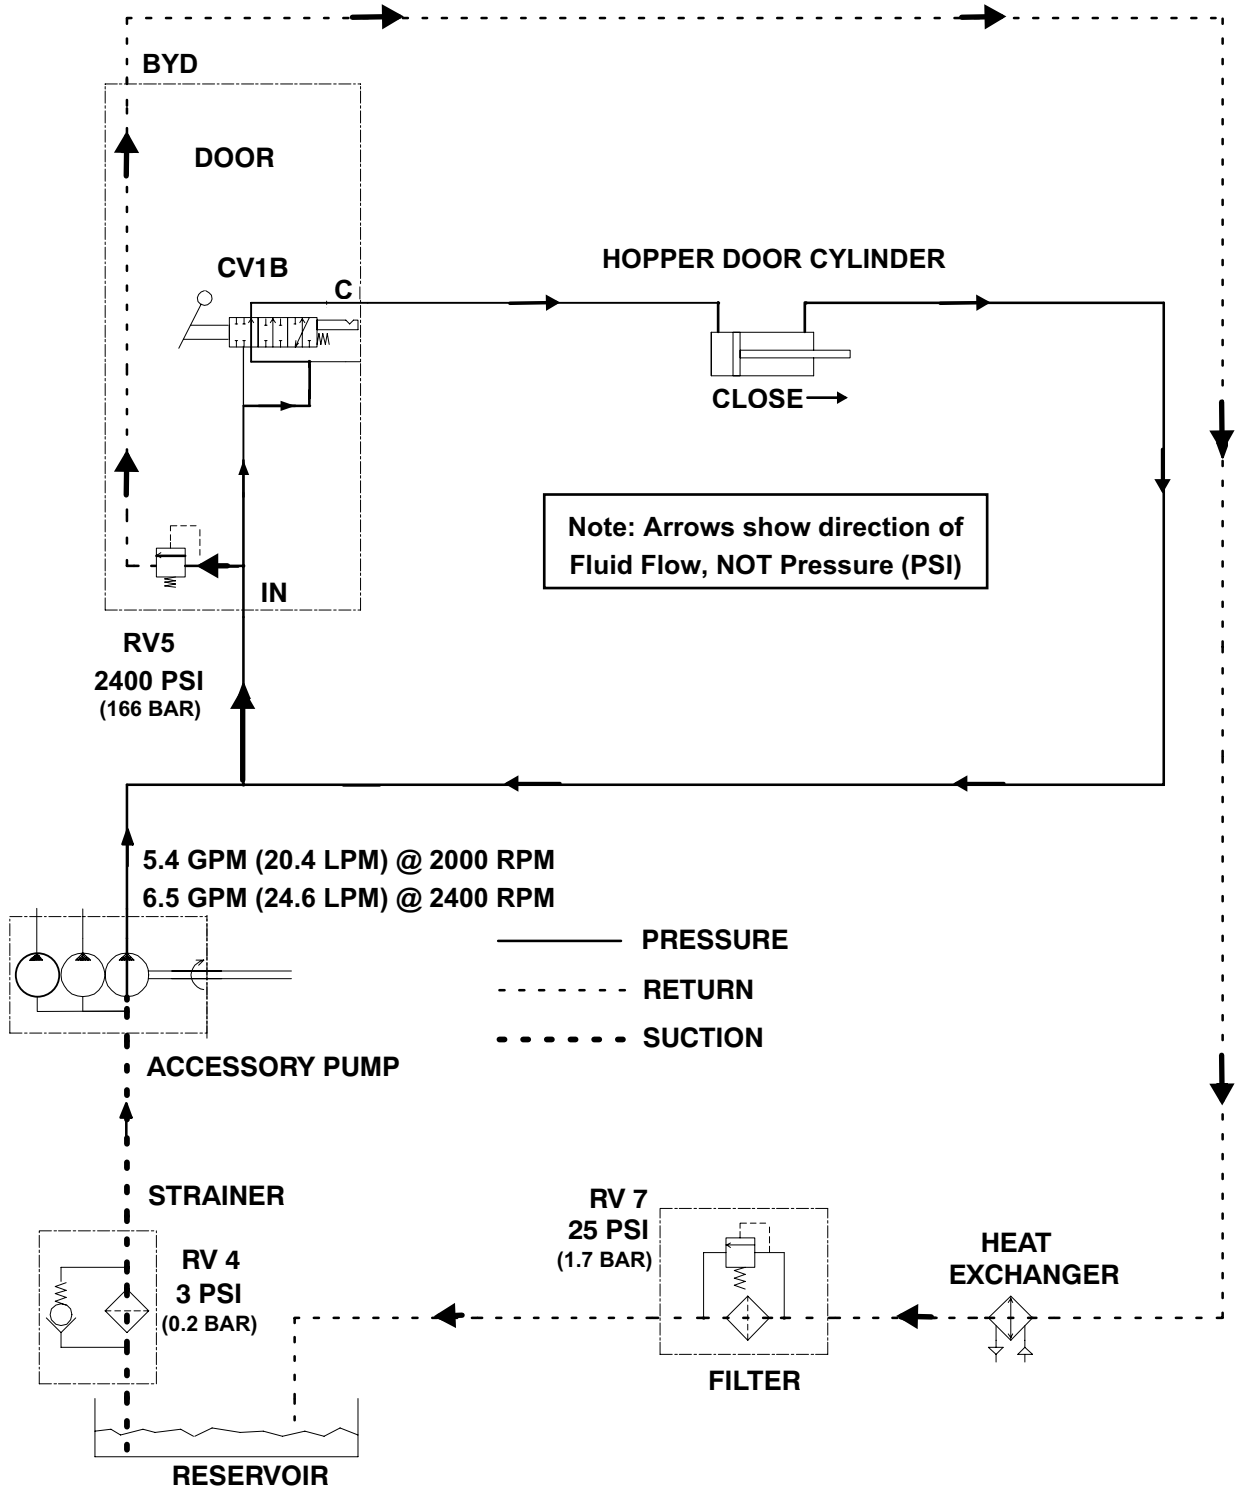 BYD
DOOR
CV1B
C
HOPPER DOOR CYLINDER
CLOSE
Note: Arrows show direction of
Fluid Flow, NOT Pressure (PSI)
IN
RV5
2400 PSI
(166 BAR)
5.4 GPM (20.4 LPM) @ 2000 RPM
6.5 GPM (24.6 LPM) @ 2400 RPM
PRESSURE
RETURN
SUCTION
ACCESSORY PUMP
STRAINER
RV 4
3 PSI
(0.2 BAR)
RV 7
25 PSI
(1.7 BAR)
HEAT
EXCHANGER
FILTER
RESERVOIR